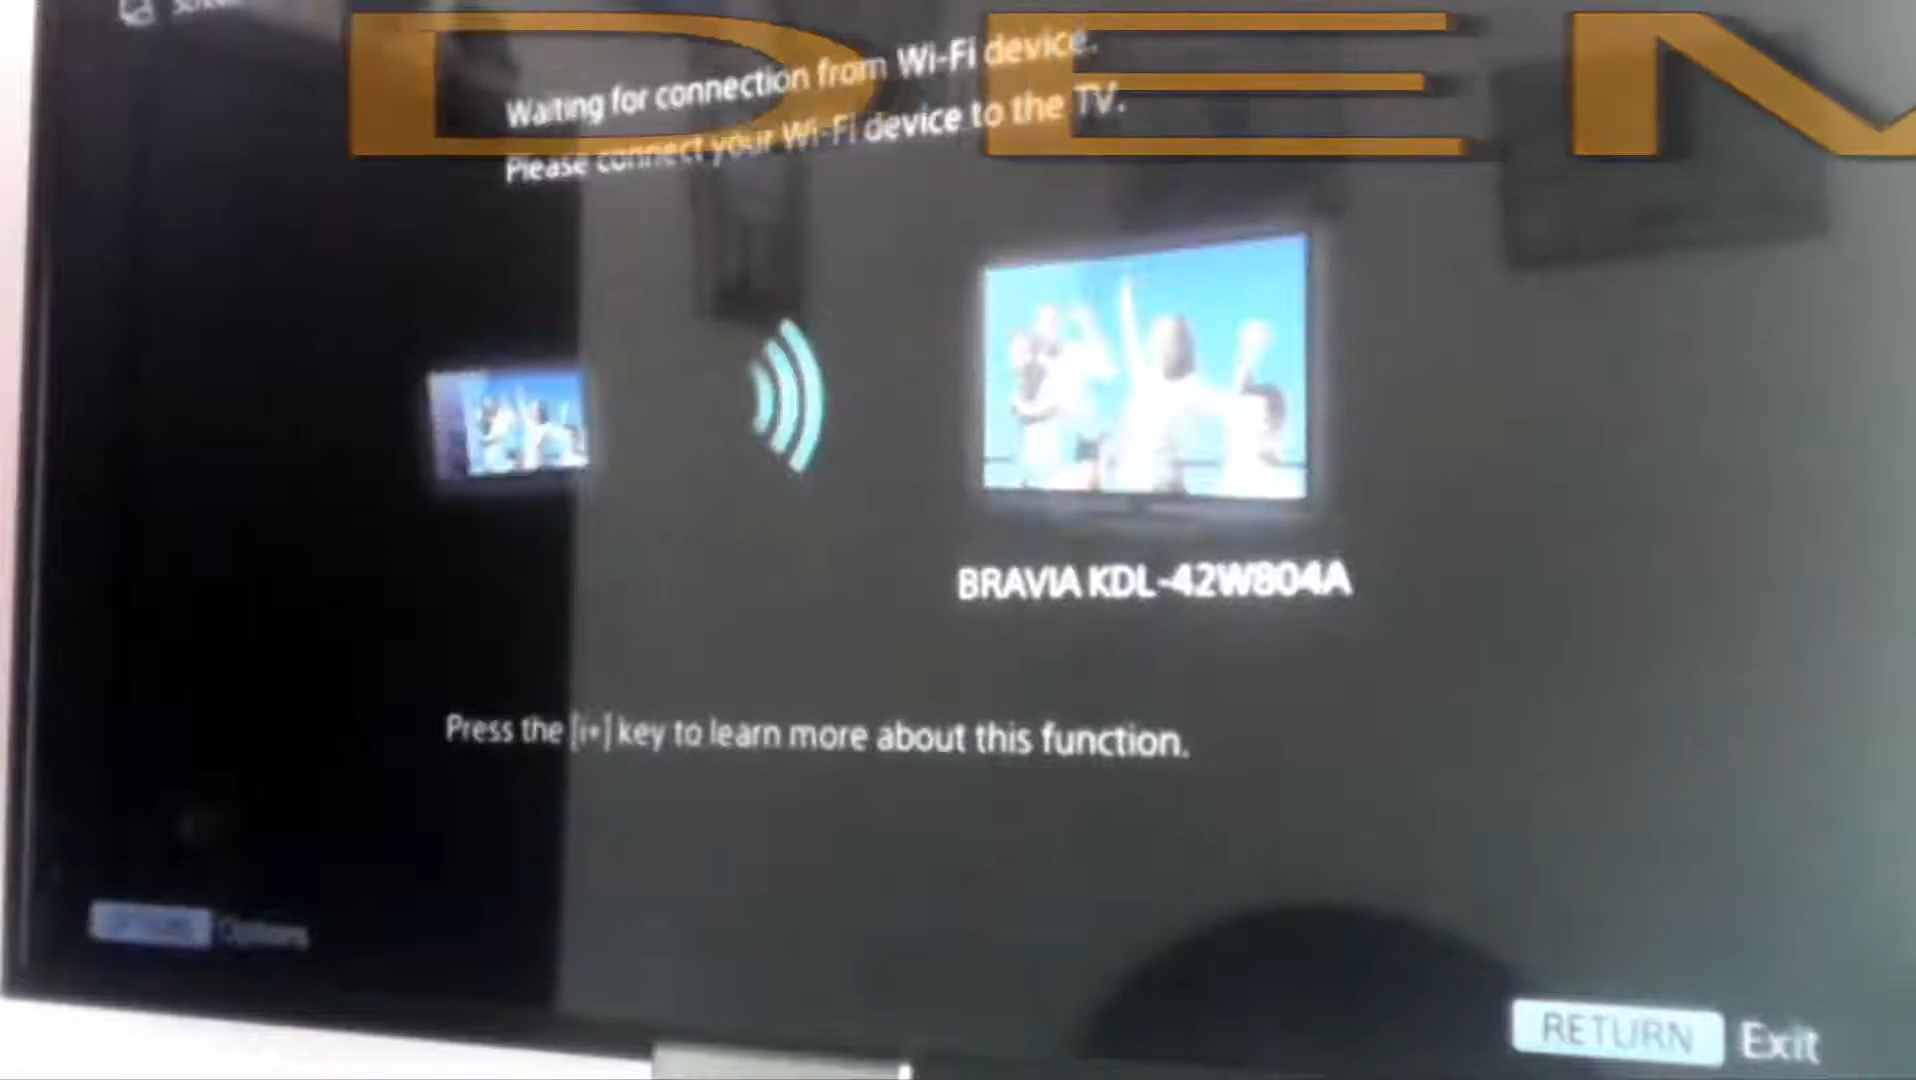 DEM
Waiting for connection from Wi-Fi device.
Please connect your Wi-Fi device to the TV.
BRAVIA KDL-42W804A
Press the [i+] key to learn more about this function.
Options
RETURN Exit